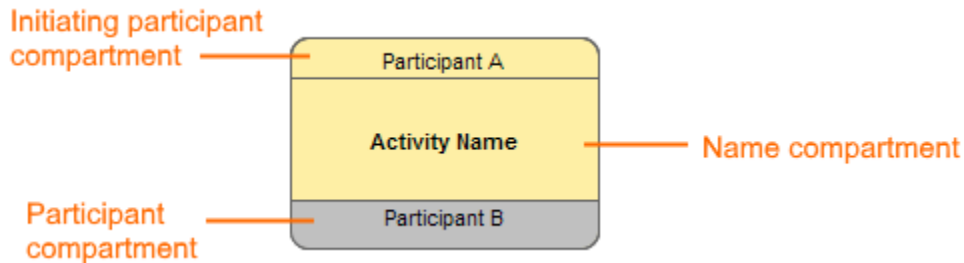 Initiating participant
compartment
Participant A
Activity Name
Name compartment
Participant
compartment
Participant B